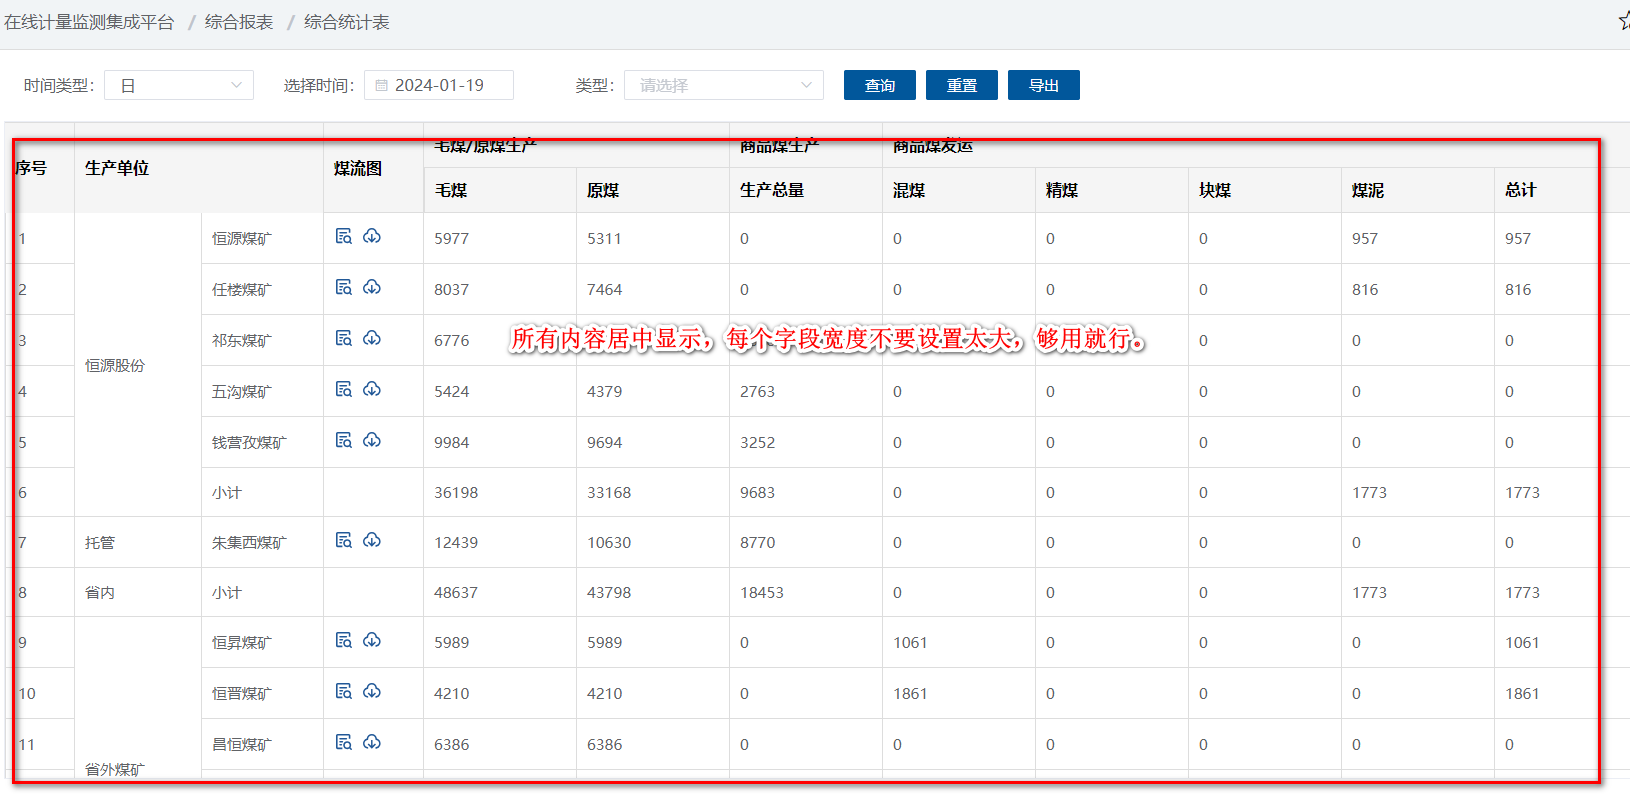 在线计量监测集成平台 / 综合报表 / 综合统计表
时间类型： 日 选择时间： 2024-01-19 类型： 请选择 查询 重置 导出
序号 生产单位 煤流图 毛煤/原煤生产 商品煤生产 商品煤发运
毛煤 原煤 生产总量 混煤 精煤 块煤 煤泥 总计
1 恒源煤矿 5977 5311 0 0 0 0 957 957
2 任楼煤矿 8037 7464 0 0 0 0 816 816
3 祁东煤矿 6776 0 0 0
所有内容居中显示，每个字段宽度不要设置太大，够用就行。
恒源股份
4 五沟煤矿 5424 4379 2763 0 0 0 0 0
5 钱营孜煤矿 9984 9694 3252 0 0 0 0 0
6 小计 36198 33168 9683 0 0 0 1773 1773
7 托管 朱集西煤矿 12439 10630 8770 0 0 0 0 0
8 省内 小计 48637 43798 18453 0 0 0 1773 1773
9 恒昇煤矿 5989 5989 0 1061 0 0 0 1061
10 恒晋煤矿 4210 4210 0 1861 0 0 0 1861
11 昌恒煤矿 6386 6386 0 0 0 0 0 0
省外煤矿